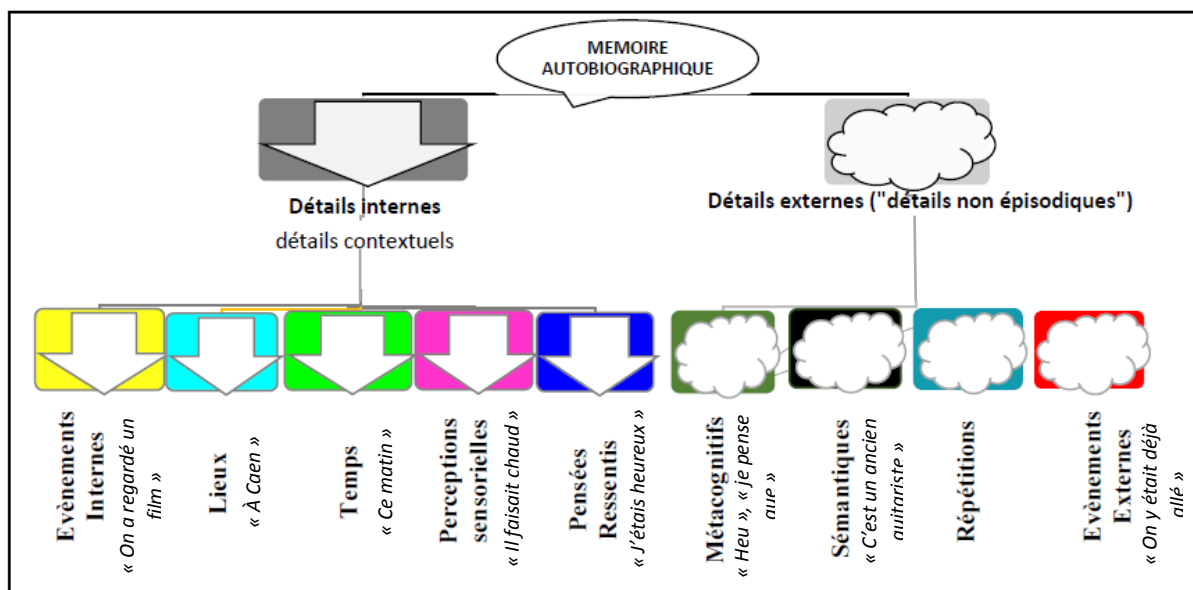 MEMOIRE
AUTOBIOGRAPHIQUE
Détails internes
détails contextuels
Détails externes ("détails non épisodiques")
Evènements
Internes
« On a regardé un
film »
Lieux
« À Caen »
Temps
« Ce matin »
Perceptions
sensorielles
« Il faisait chaud »
Pensées
Ressentis
« J’étais heureux »
Métacognitifs
« Heu », « je pense
que »
Sémantiques
« C’est un ancien
guitariste »
Répétitions
Evènements
Externes
« On y était déjà
allé »